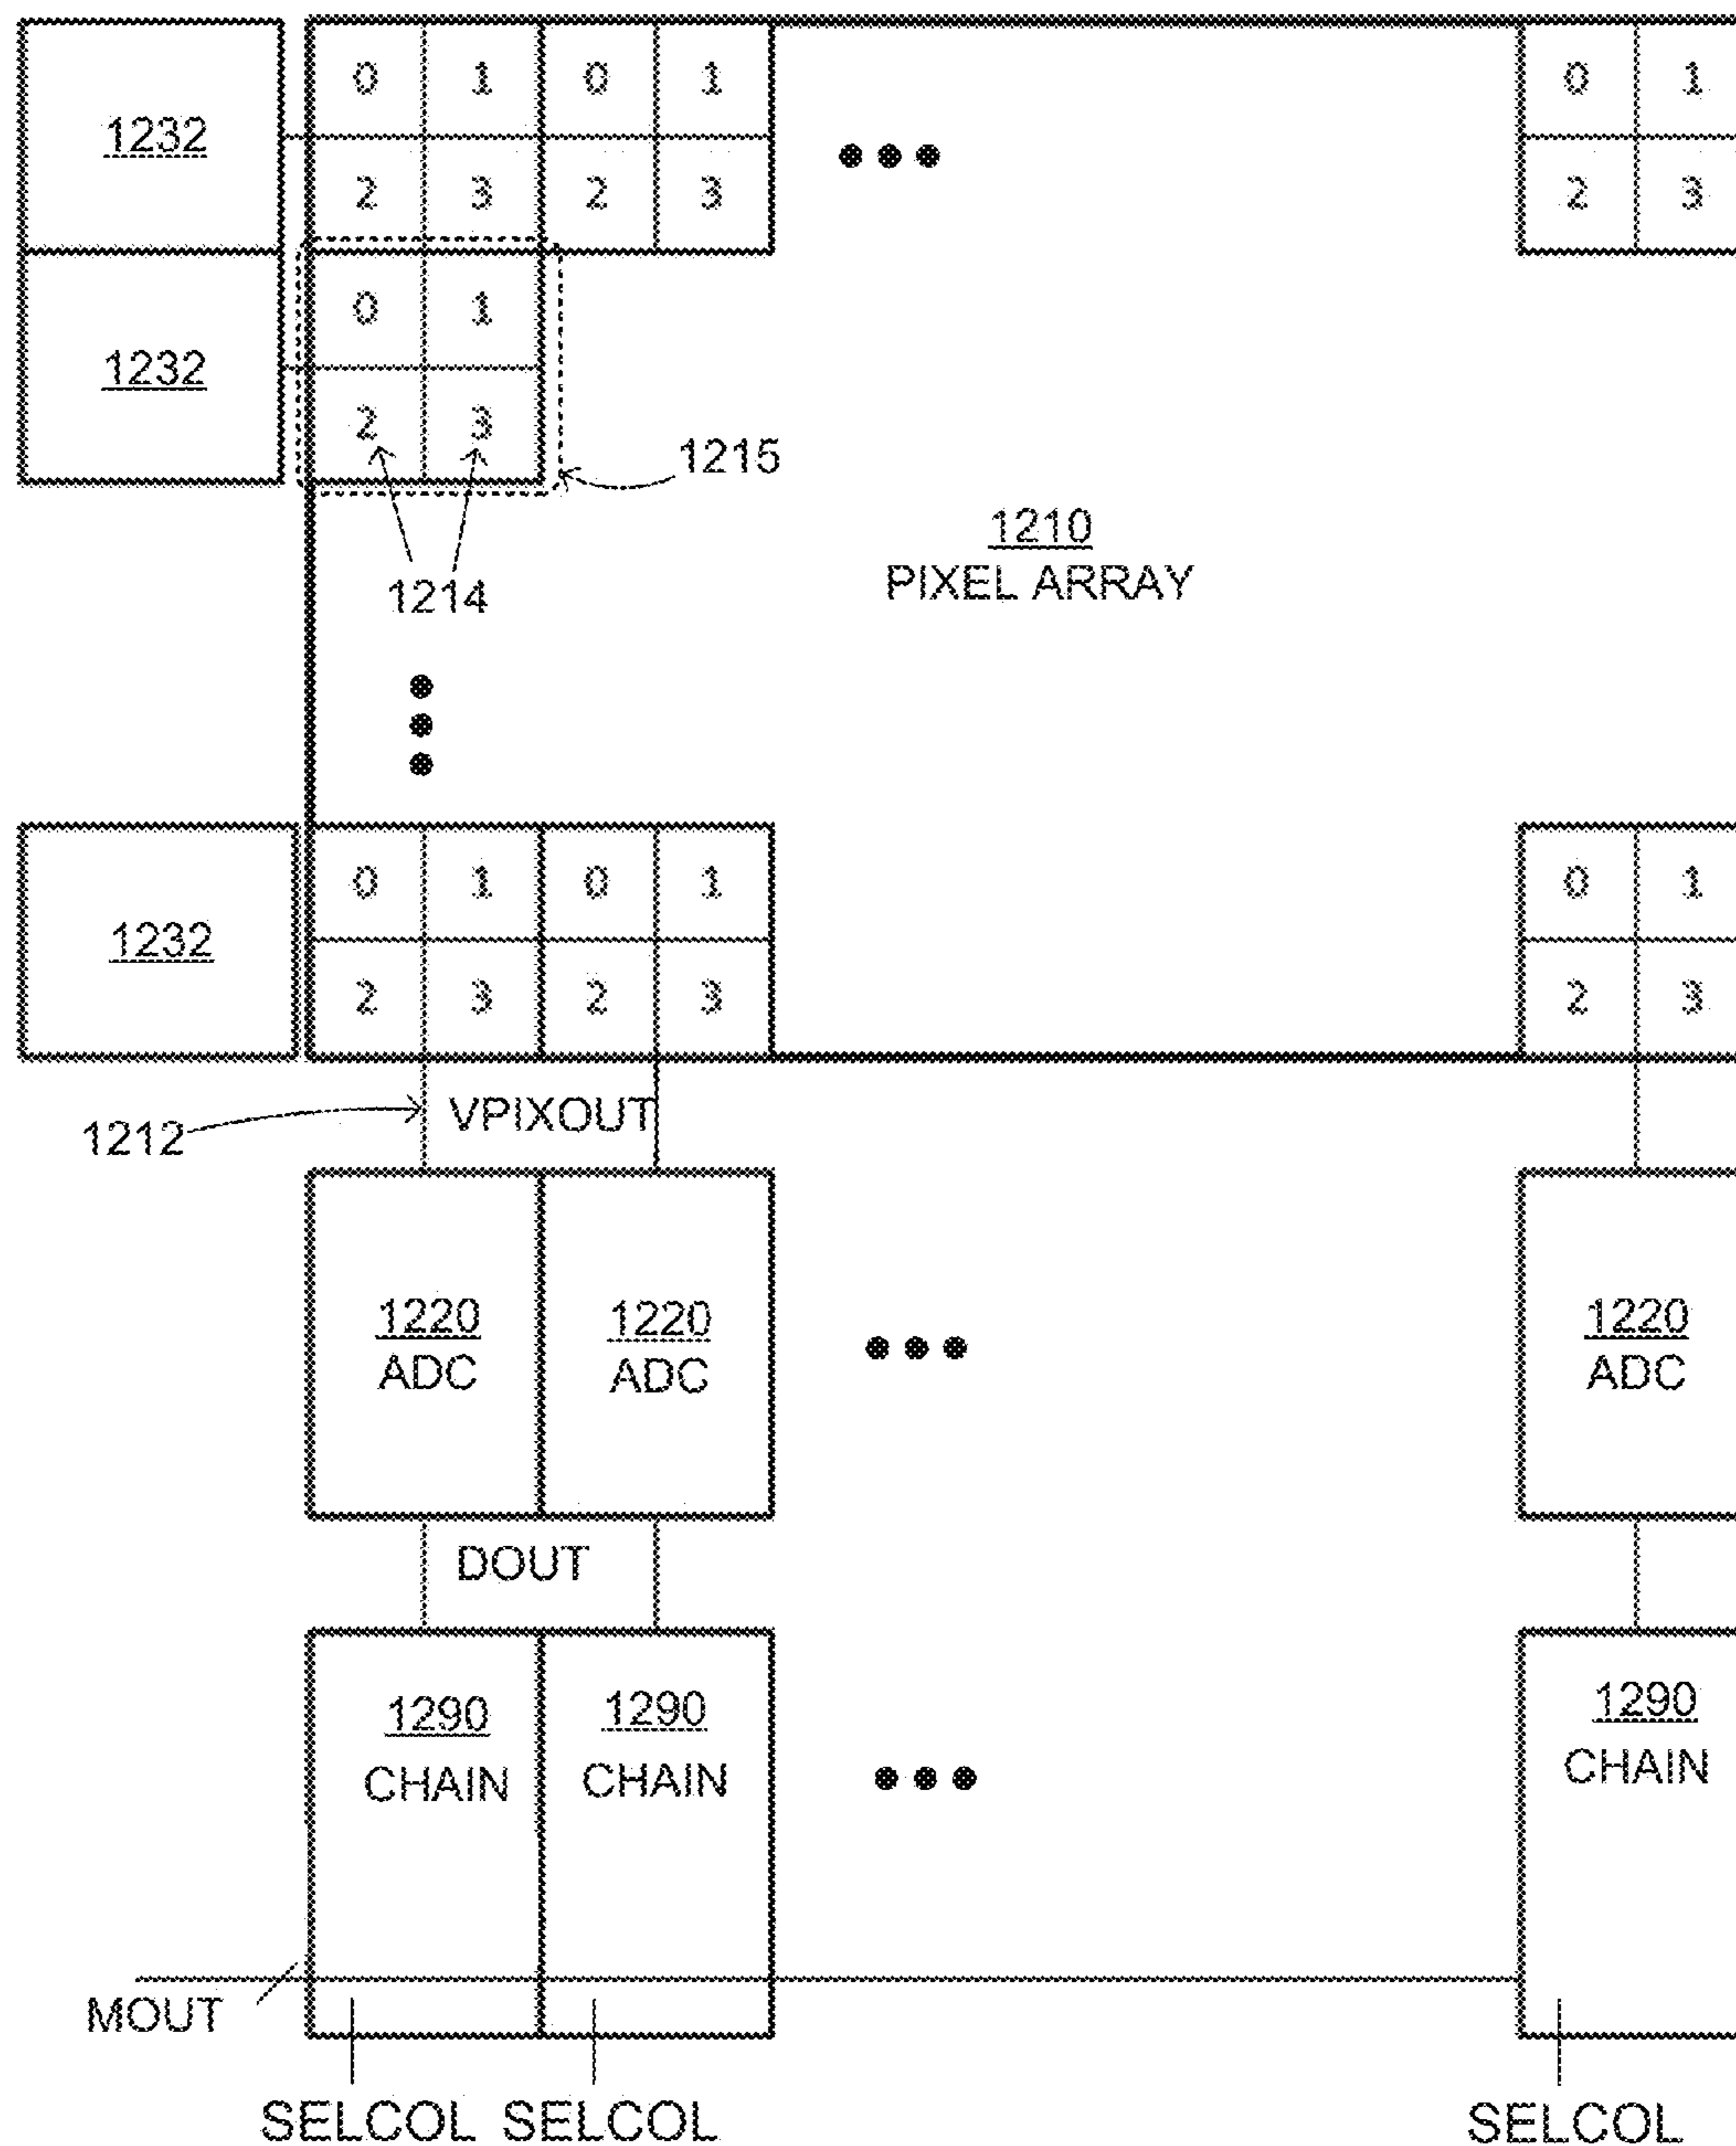 0 1 0 1 0 1
1232
2 3 2 3 2 3
0 1
1232
2 3
1215
1210
PIXEL ARRAY
1214
0 1 0 1 0 1
1232
2 3 2 3 2 3
1212 VPIXOUT
1220 1220 1220
ADC ADC ADC
DOUT
1290 1290 1290
CHAIN CHAIN CHAIN
MOUT
SELCOL SELCOL SELCOL